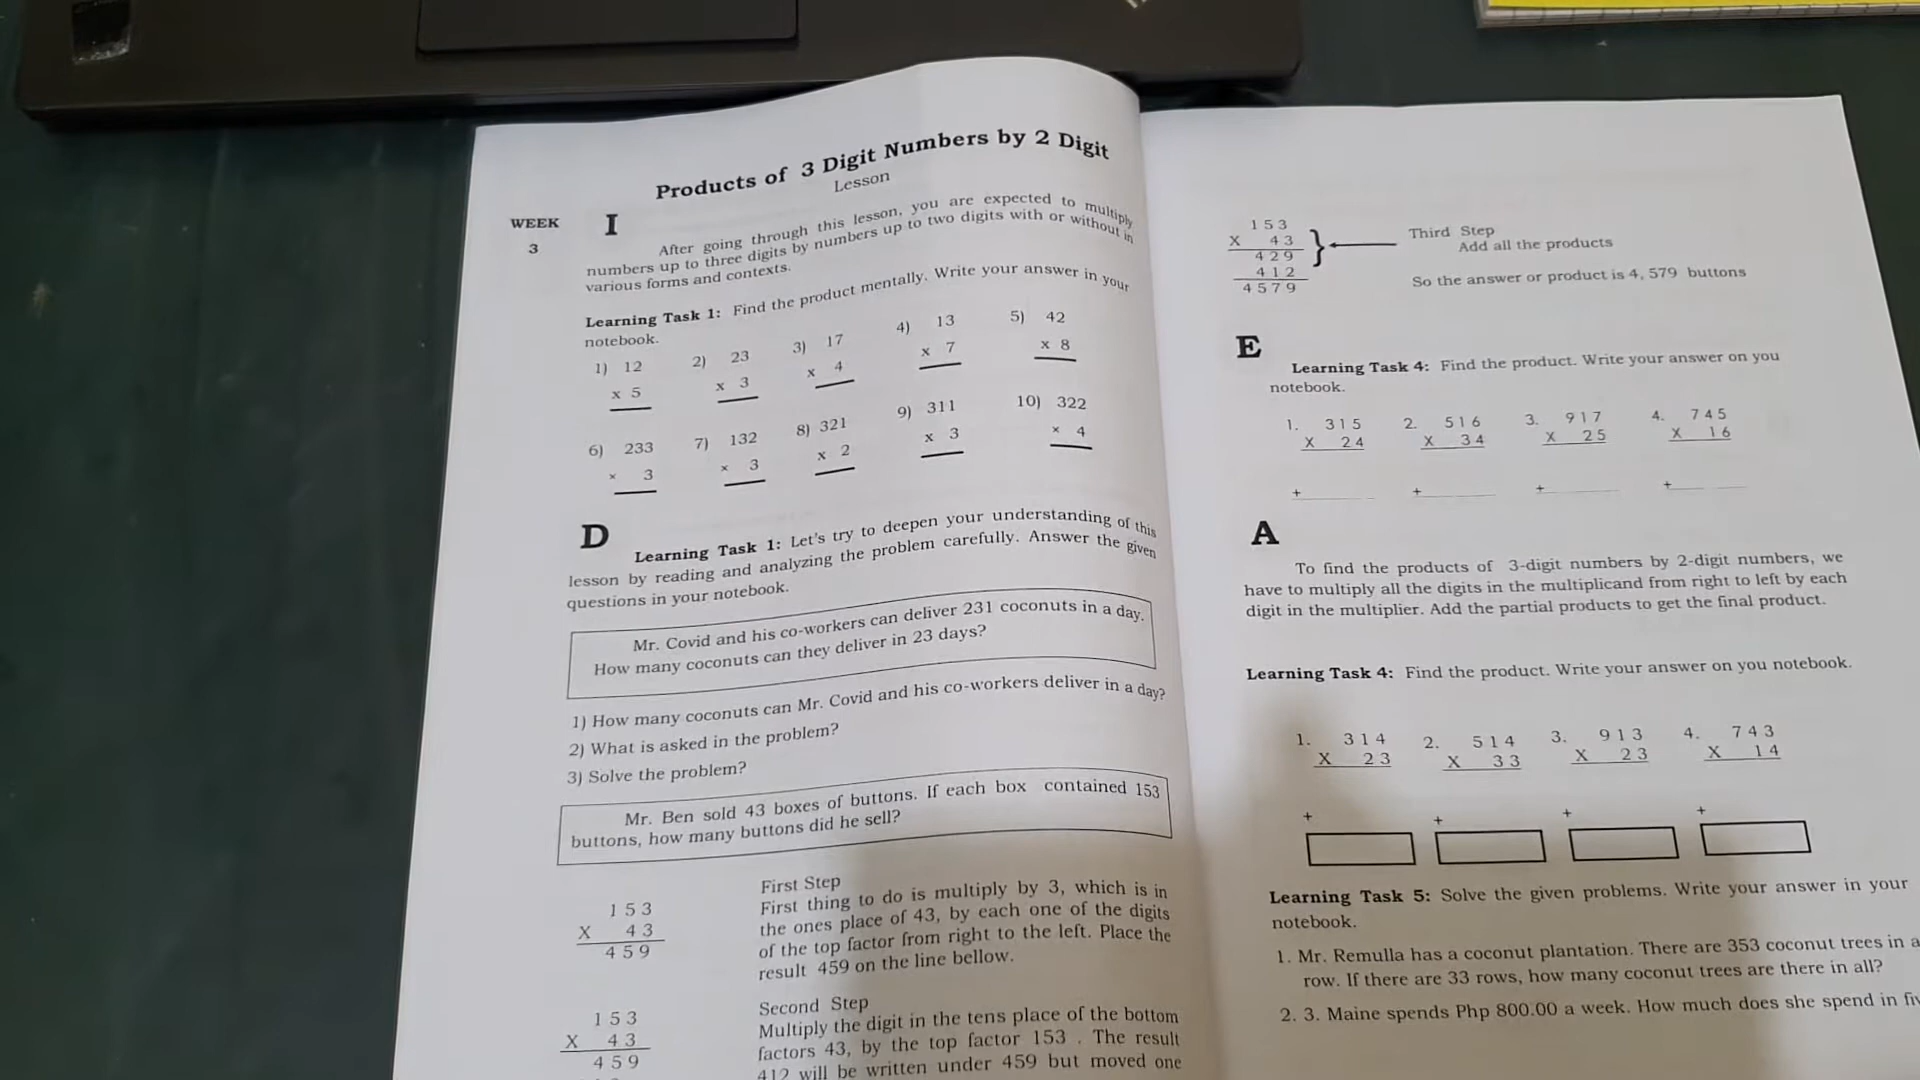 Products of 3 Digit Numbers by 2 Digit
Lesson
WEEK
3
I
After going through this lesson, you are expected to multiply
numbers up to three digits by numbers up to two digits with or without in
various forms and contexts.
Learning Task 1: Find the product mentally. Write your answer in your
notebook.
1) 12 2) 23 3) 17 4) 13 5) 42
x 5 x 3 x 4 x 7 x 8
6) 233 7) 132 8) 321 9) 311 10) 322
x 3 x 3 x 2 x 3 x 4
D
Learning Task 1: Let's try to deepen your understanding of this
lesson by reading and analyzing the problem carefully. Answer the given
questions in your notebook.
Mr. Covid and his co-workers can deliver 231 coconuts in a day.
How many coconuts can they deliver in 23 days?
1) How many coconuts can Mr. Covid and his co-workers deliver in a day?
2) What is asked in the problem?
3) Solve the problem?
Mr. Ben sold 43 boxes of buttons. If each box contained 153
buttons, how many buttons did he sell?
153
X 43
459
First Step
First thing to do is multiply by 3, which is in
the ones place of 43, by each one of the digits
of the top factor from right to the left. Place the
result 459 on the line bellow.
153
X 43
459
Second Step
Multiply the digit in the tens place of the bottom
factors 43, by the top factor 153 . The result
412 will be written under 459 but moved one
153
X 43
429
412
4579
}
Third Step
Add all the products
So the answer or product is 4, 579 buttons
E
Learning Task 4: Find the product. Write your answer on you
notebook.
1. 315 2. 516 3. 917 4. 745
X 24 X 34 X 25 X 16
+ + + +
A
To find the products of 3-digit numbers by 2-digit numbers, we
have to multiply all the digits in the multiplicand from right to left by each
digit in the multiplier. Add the partial products to get the final product.
Learning Task 4: Find the product. Write your answer on you notebook.
1. 314 2. 514 3. 913 4. 743
X 23 X 33 X 23 X 14
+ + + +
Learning Task 5: Solve the given problems. Write your answer in your
notebook.
1. Mr. Remulla has a coconut plantation. There are 353 coconut trees in a
row. If there are 33 rows, how many coconut trees are there in all?
2. 3. Maine spends Php 800.00 a week. How much does she spend in